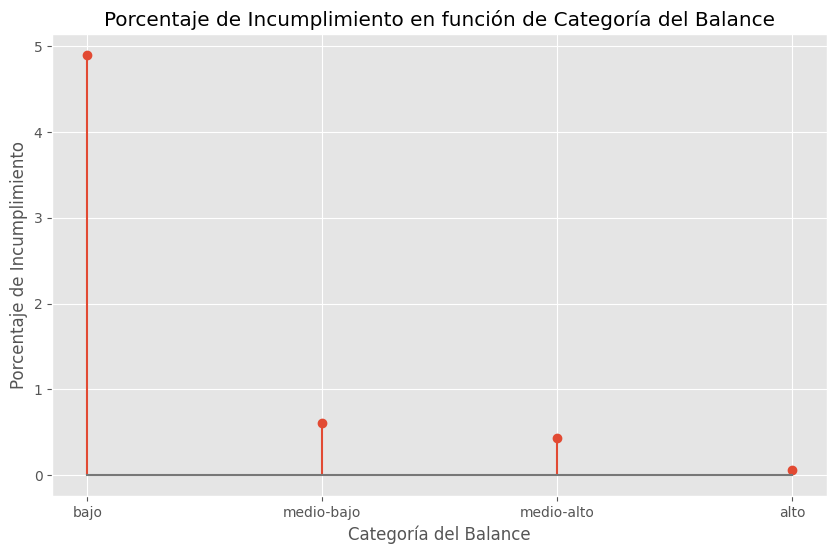 Porcentaje de Incumplimiento en función de Categoría del Balance
Porcentaje de Incumplimiento
5
4
3
2
1
0
bajo medio-bajo medio-alto alto
Categoría del Balance